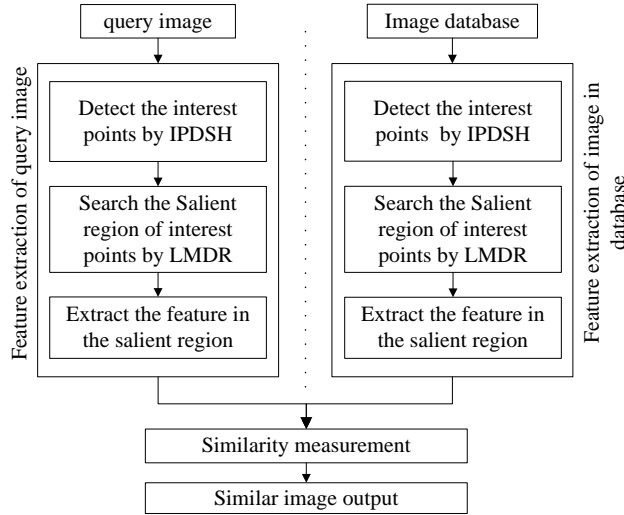 query image
Feature extraction of query image
Detect the interest
points by IPDSH
Search the Salient
region of interest
points by LMDR
Extract the feature in
the salient region
Image database
Detect the interest
points by IPDSH
Search the Salient
region of interest
points by LMDR
Extract the feature in
the salient region
Feature extraction of image in
database
Similarity measurement
Similar image output